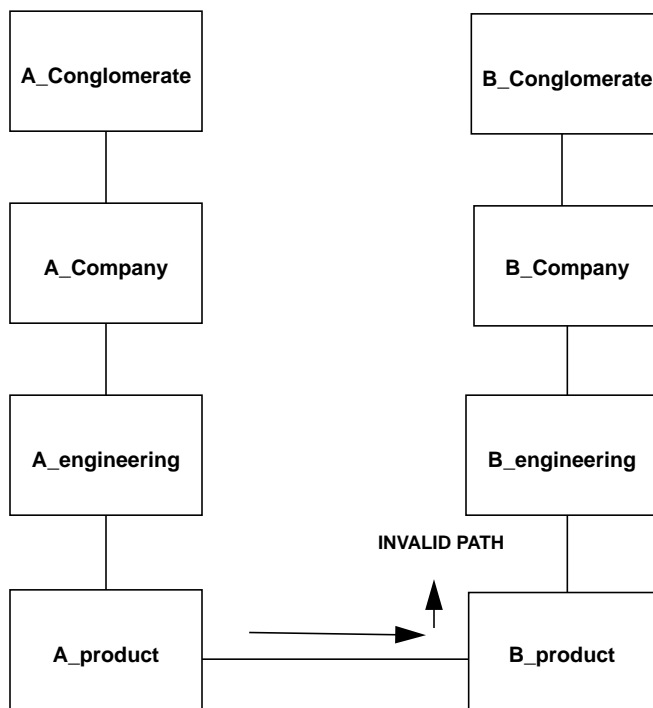 A_Conglomerate
B_Conglomerate
A_Company
B_Company
A_engineering
B_engineering
INVALID PATH
A_product
B_product